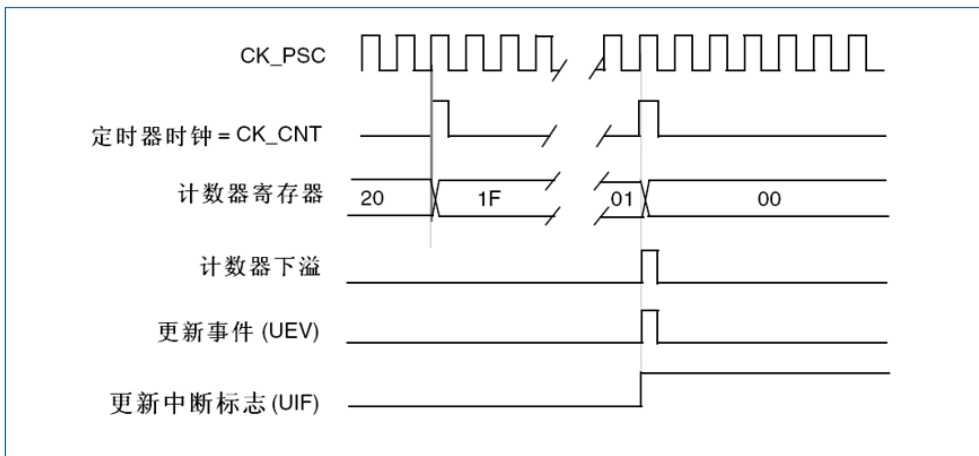 CK_PSC
定时器时钟 = CK_CNT
计数器寄存器
20 1F 01 00
计数器下溢
更新事件 (UEV)
更新中断标志 (UIF)